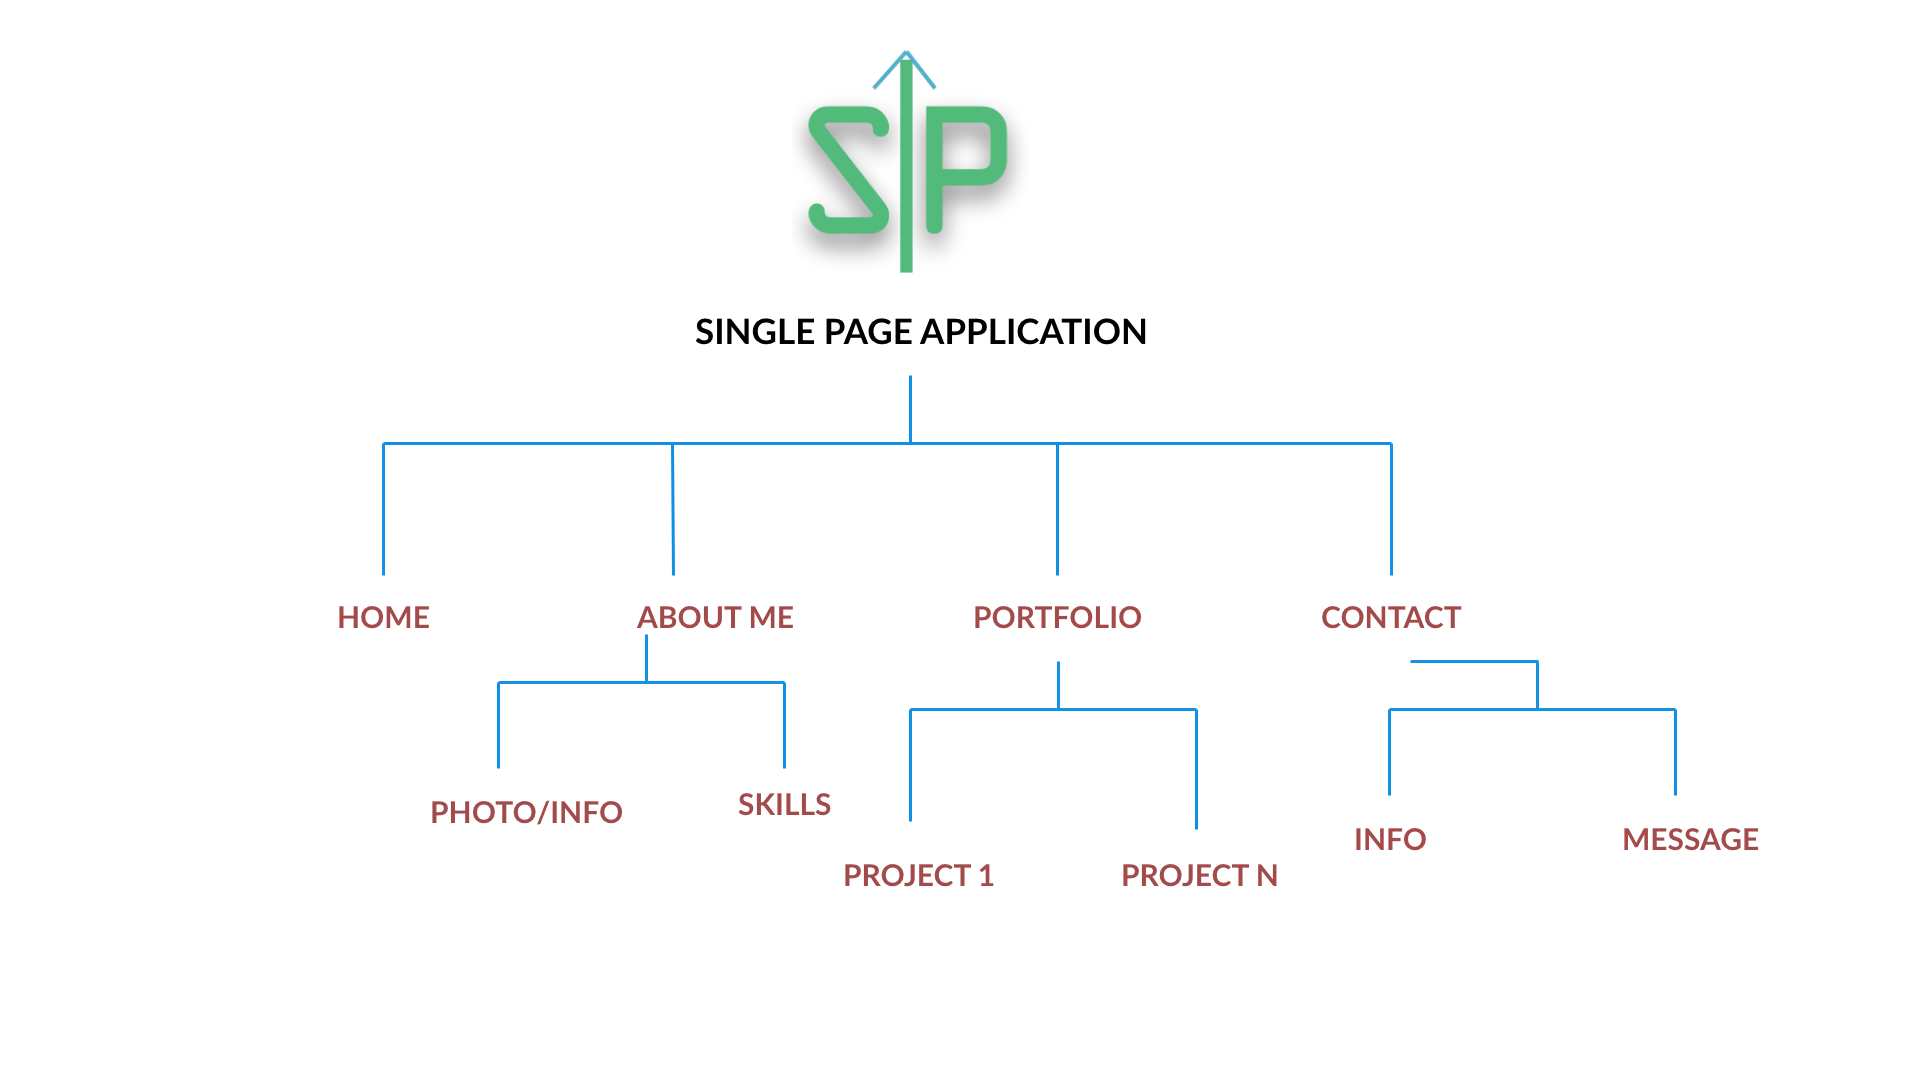 SP
SINGLE PAGE APPLICATION
HOME
ABOUT ME
PORTFOLIO
CONTACT
PHOTO/INFO
SKILLS
PROJECT 1
PROJECT N
INFO
MESSAGE